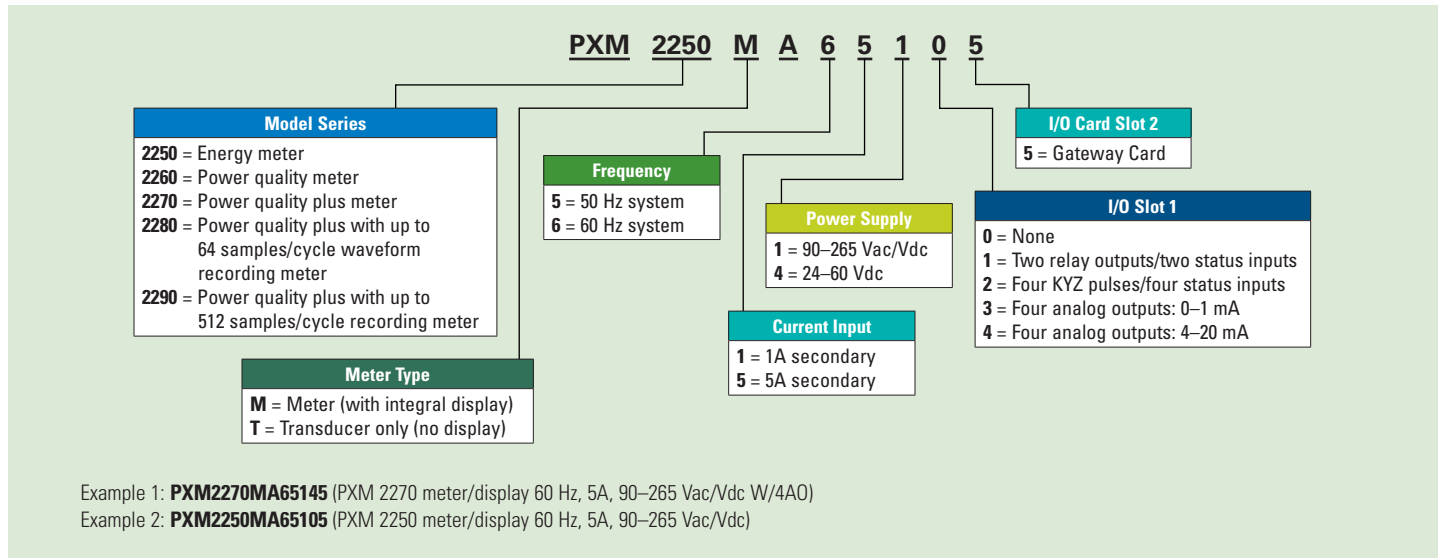 PXM 2250 M A 6 5 1 0 5
Model Series
2250 = Energy meter
2260 = Power quality meter
2270 = Power quality plus meter
2280 = Power quality plus with up to
64 samples/cycle waveform
recording meter
2290 = Power quality plus with up to
512 samples/cycle recording meter
Meter Type
M = Meter (with integral display)
T = Transducer only (no display)
Frequency
5 = 50 Hz system
6 = 60 Hz system
Current Input
1 = 1A secondary
5 = 5A secondary
Power Supply
1 = 90–265 Vac/Vdc
4 = 24–60 Vdc
I/O Slot 1
0 = None
1 = Two relay outputs/two status inputs
2 = Four KYZ pulses/four status inputs
3 = Four analog outputs: 0–1 mA
4 = Four analog outputs: 4–20 mA
I/O Card Slot 2
5 = Gateway Card
Example 1: PXM2270MA65145 (PXM 2270 meter/display 60 Hz, 5A, 90–265 Vac/Vdc W/4AO)
Example 2: PXM2250MA65105 (PXM 2250 meter/display 60 Hz, 5A, 90–265 Vac/Vdc)